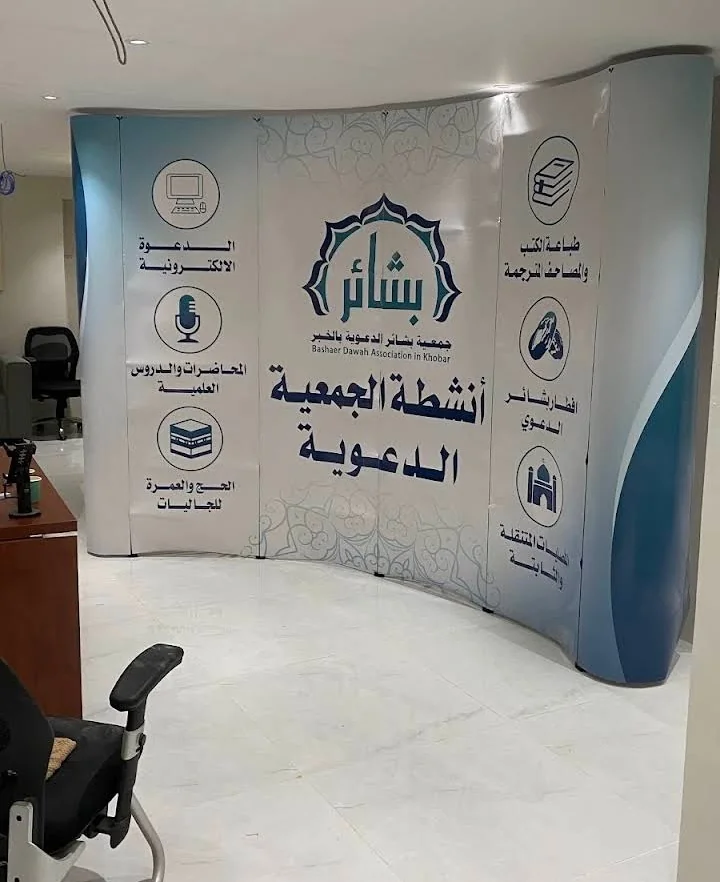 طباعة الكتب
والمصاحف المترجمة
افطار بشائر
الدعوي
المصليات المتنقلة
والثابتة
بشائر
جمعية بشائر الدعوية بالخبر
Bashaer Dawah Association in Khobar
أنشطة الجمعية
الدعوية
الدعوة
الالكترونية
المحاضرات والدروس
العلمية
الحج والعمرة
للجاليات